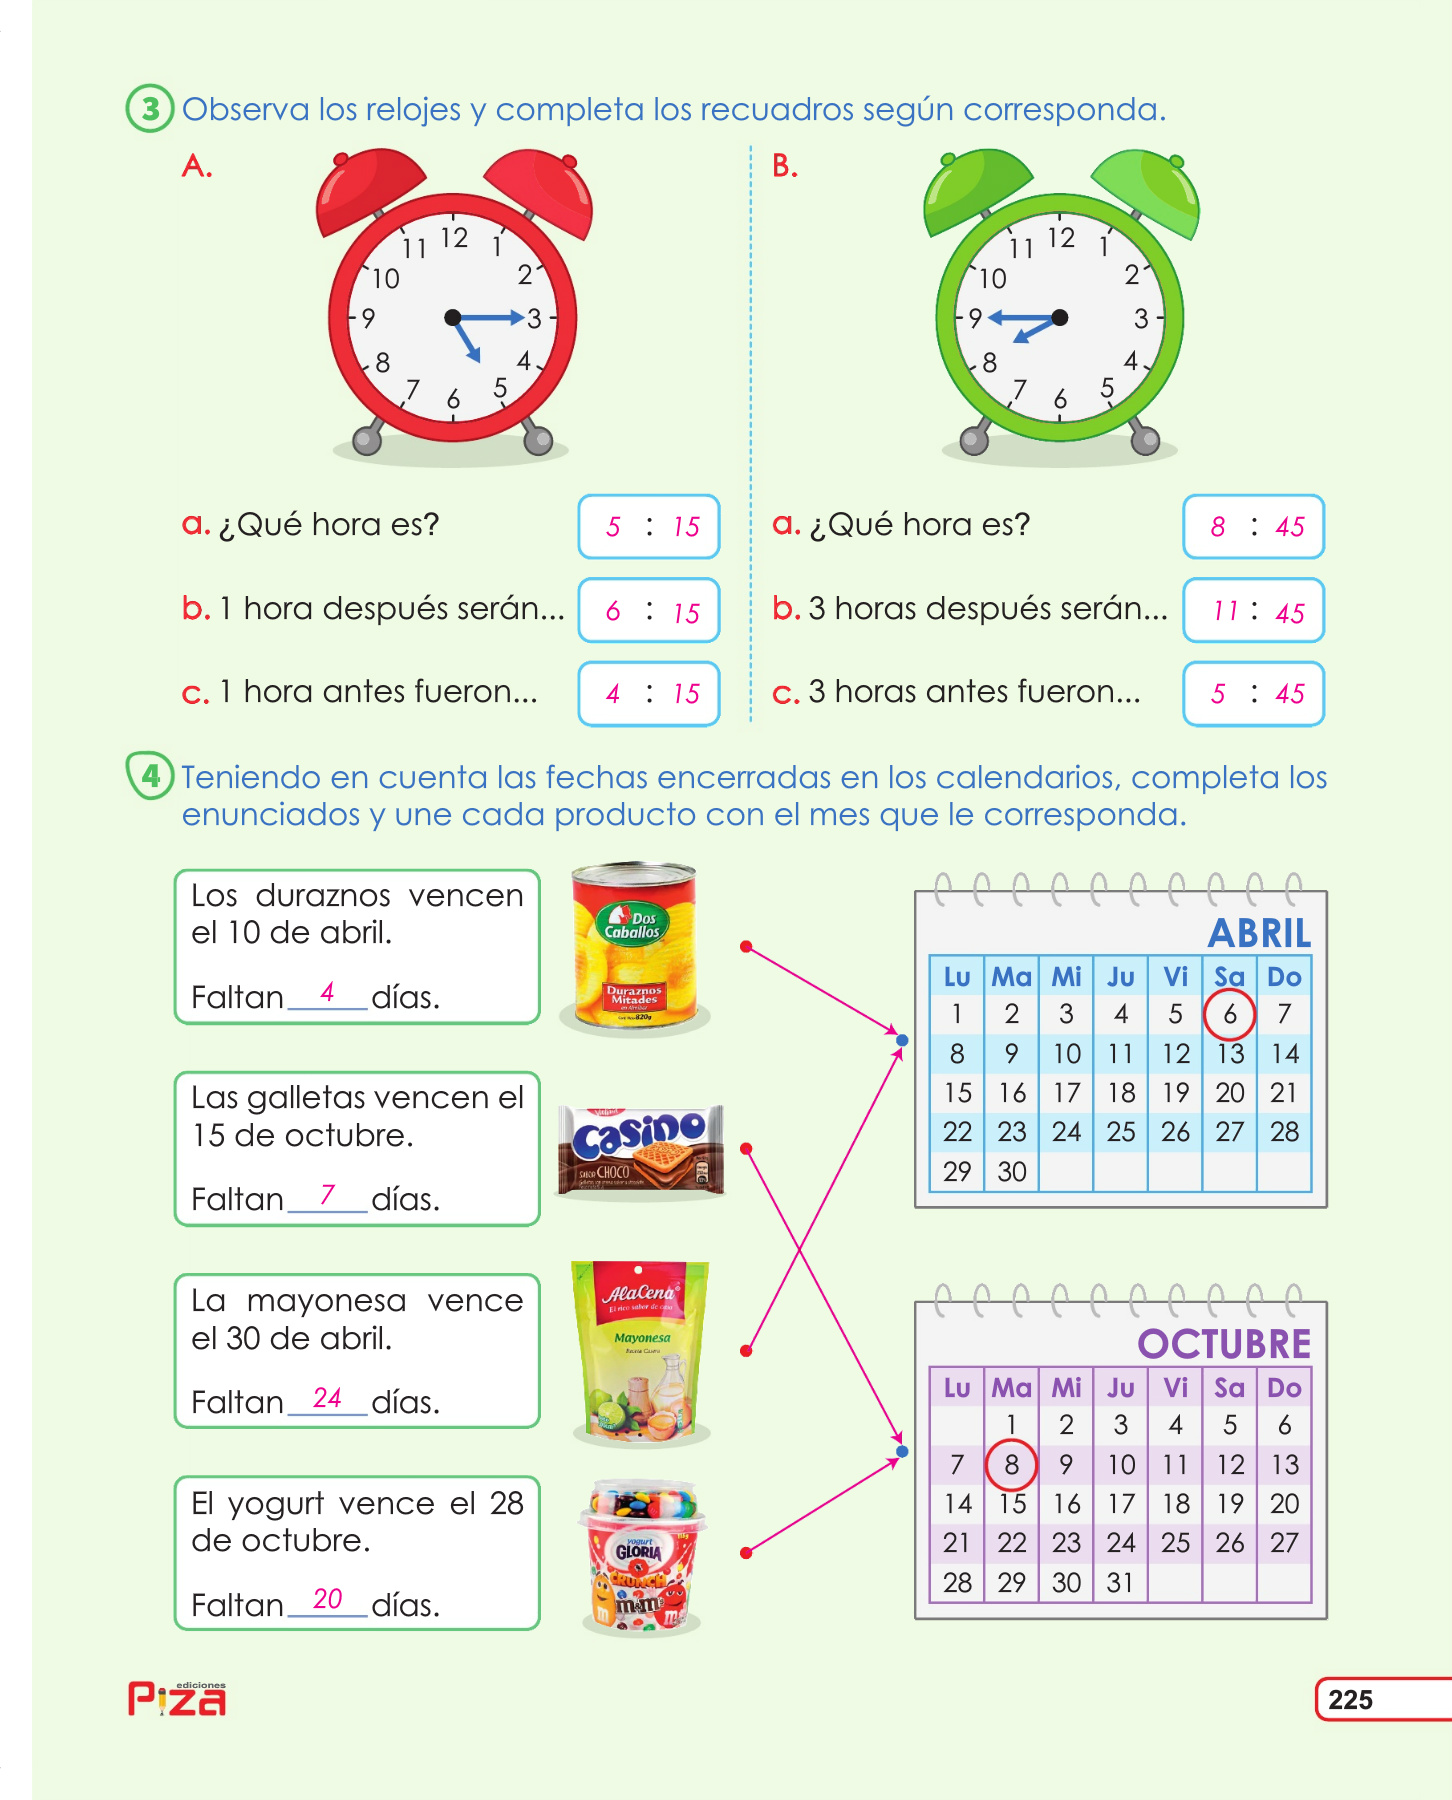 3 Observa los relojes y completa los recuadros según corresponda.
A.
12
11 1
10 2
9 3
8 4
7 5
6
a. ¿Qué hora es? 5 : 15
b. 1 hora después serán... 6 : 15
c. 1 hora antes fueron... 4 : 15
B.
12
11 1
10 2
9 3
8 4
7 5
6
a. ¿Qué hora es? 8 : 45
b. 3 horas después serán... 11 : 45
c. 3 horas antes fueron... 5 : 45
4 Teniendo en cuenta las fechas encerradas en los calendarios, completa los
enunciados y une cada producto con el mes que le corresponda.
Los duraznos vencen
el 10 de abril.
Faltan 4 días.
Dos
Caballos
Duraznos
Mitades
820g
Las galletas vencen el
15 de octubre.
Faltan 7 días.
Casino
SABOR CHOCO
La mayonesa vence
el 30 de abril.
Faltan 24 días.
AlaCena
El rico sabor de casa
Mayonesa
El yogurt vence el 28
de octubre.
Faltan 20 días.
yogurt
GLORIA
CRUNCH
m&m's
m m
ABRIL
Lu Ma Mi Ju Vi Sa Do
1 2 3 4 5 6 7
8 9 10 11 12 13 14
15 16 17 18 19 20 21
22 23 24 25 26 27 28
29 30
OCTUBRE
Lu Ma Mi Ju Vi Sa Do
1 2 3 4 5 6
7 8 9 10 11 12 13
14 15 16 17 18 19 20
21 22 23 24 25 26 27
28 29 30 31
ediciones
Piza
225